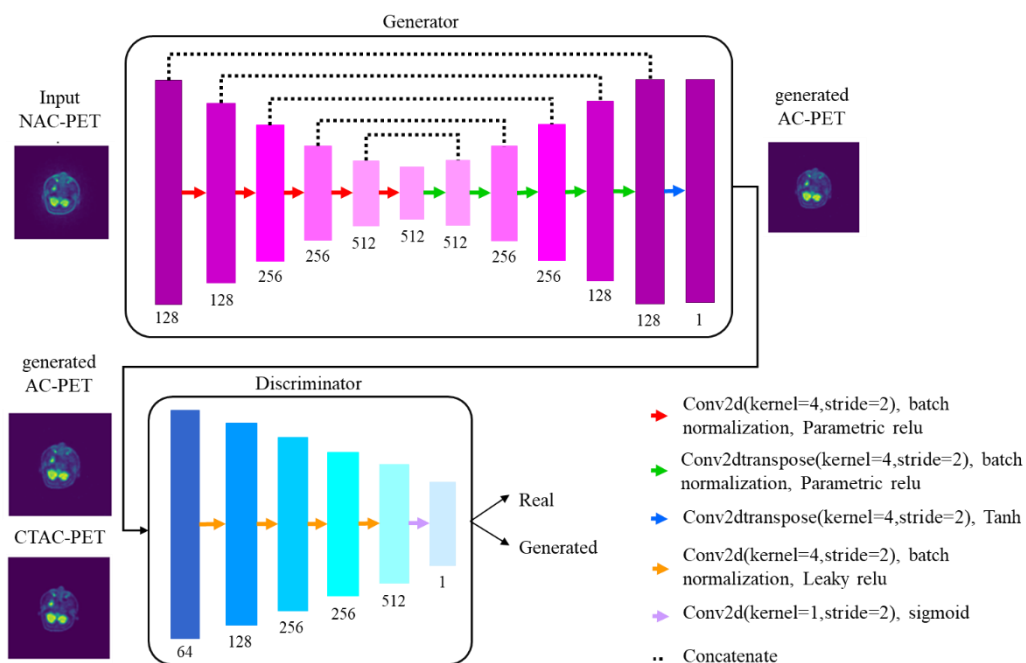 Generator
Input
NAC-PET
generated
AC-PET
128
128
256
256
512
512
512
256
256
128
128
1
generated
AC-PET
CTAC-PET
Discriminator
64
128
256
256
512
1
Real
Generated
Conv2d(kernel=4,stride=2), batch
normalization, Parametric relu
Conv2dtranspose(kernel=4,stride=2), batch
normalization, Parametric relu
Conv2dtranspose(kernel=4,stride=2), Tanh
Conv2d(kernel=4,stride=2), batch
normalization, Leaky relu
Conv2d(kernel=1,stride=2), sigmoid
Concatenate